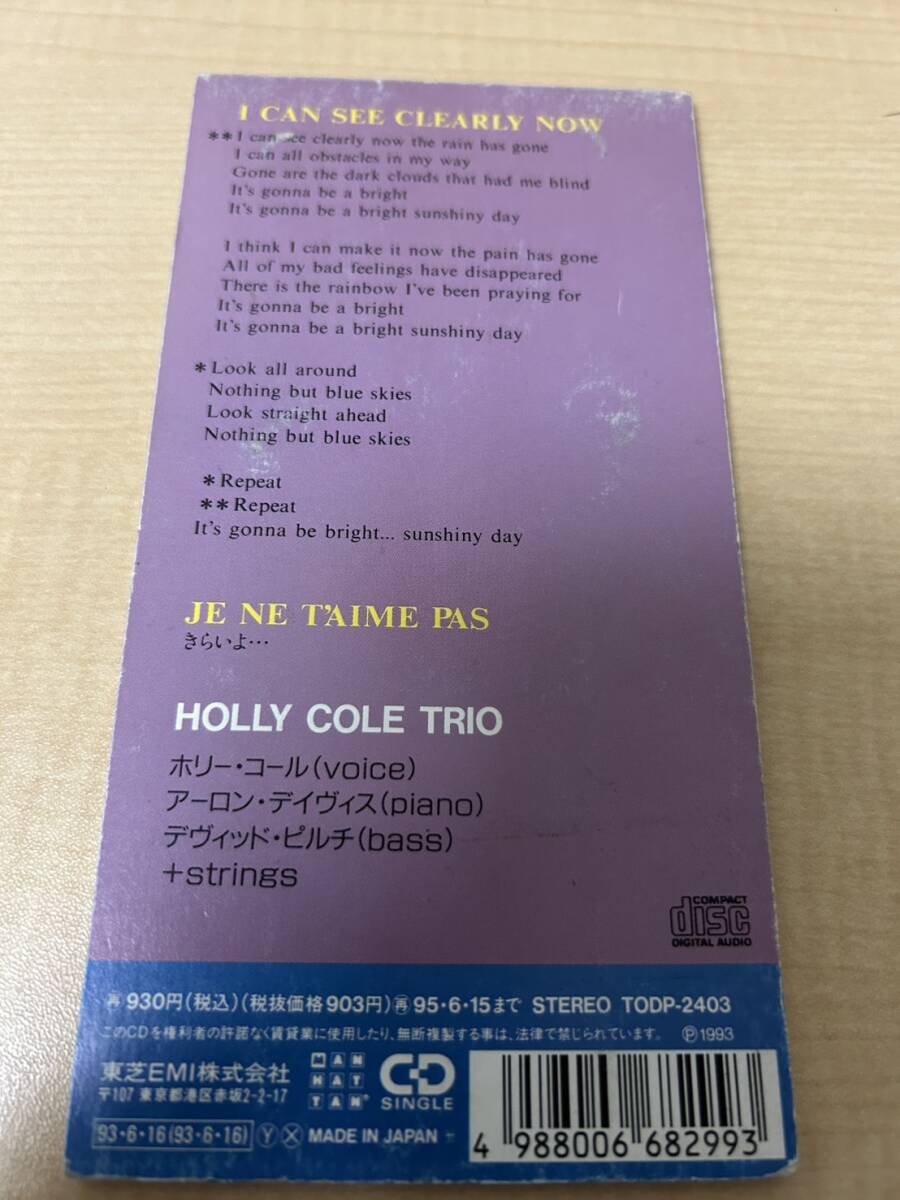 I CAN SEE CLEARLY NOW
**I can see clearly now the rain has gone
I can all obstacles in my way
Gone are the dark clouds that had me blind
It's gonna be a bright
It's gonna be a bright sunshiny day
I think I can make it now the pain has gone
All of my bad feelings have disappeared
There is the rainbow I've been praying for
It's gonna be a bright
It's gonna be a bright sunshiny day
*Look all around
Nothing but blue skies
Look straight ahead
Nothing but blue skies
*Repeat
**Repeat
It's gonna be bright... sunshiny day
JE NE T'AIME PAS
きらいよ…
HOLLY COLE TRIO
ホリー・コール(voice)
アーロン・デイヴィス(piano)
デヴィッド・ピルチ(bass)
+strings
COMPACT
disc
DIGITAL AUDIO
再930円(税込)(税抜価格903円)再95・6・15まで STEREO TODP-2403
このCDを権利者の許諾なく賃貸業に使用したり、無断複製する事は、法律で禁じられています。 Ⓟ1993
東芝EMI株式会社
〒107 東京都港区赤坂2-2-17
MAN
HAT
TAN®
CD
SINGLE
93・6・16(93・6・16) Ⓨ Ⓧ MADE IN JAPAN
4 988006 682993